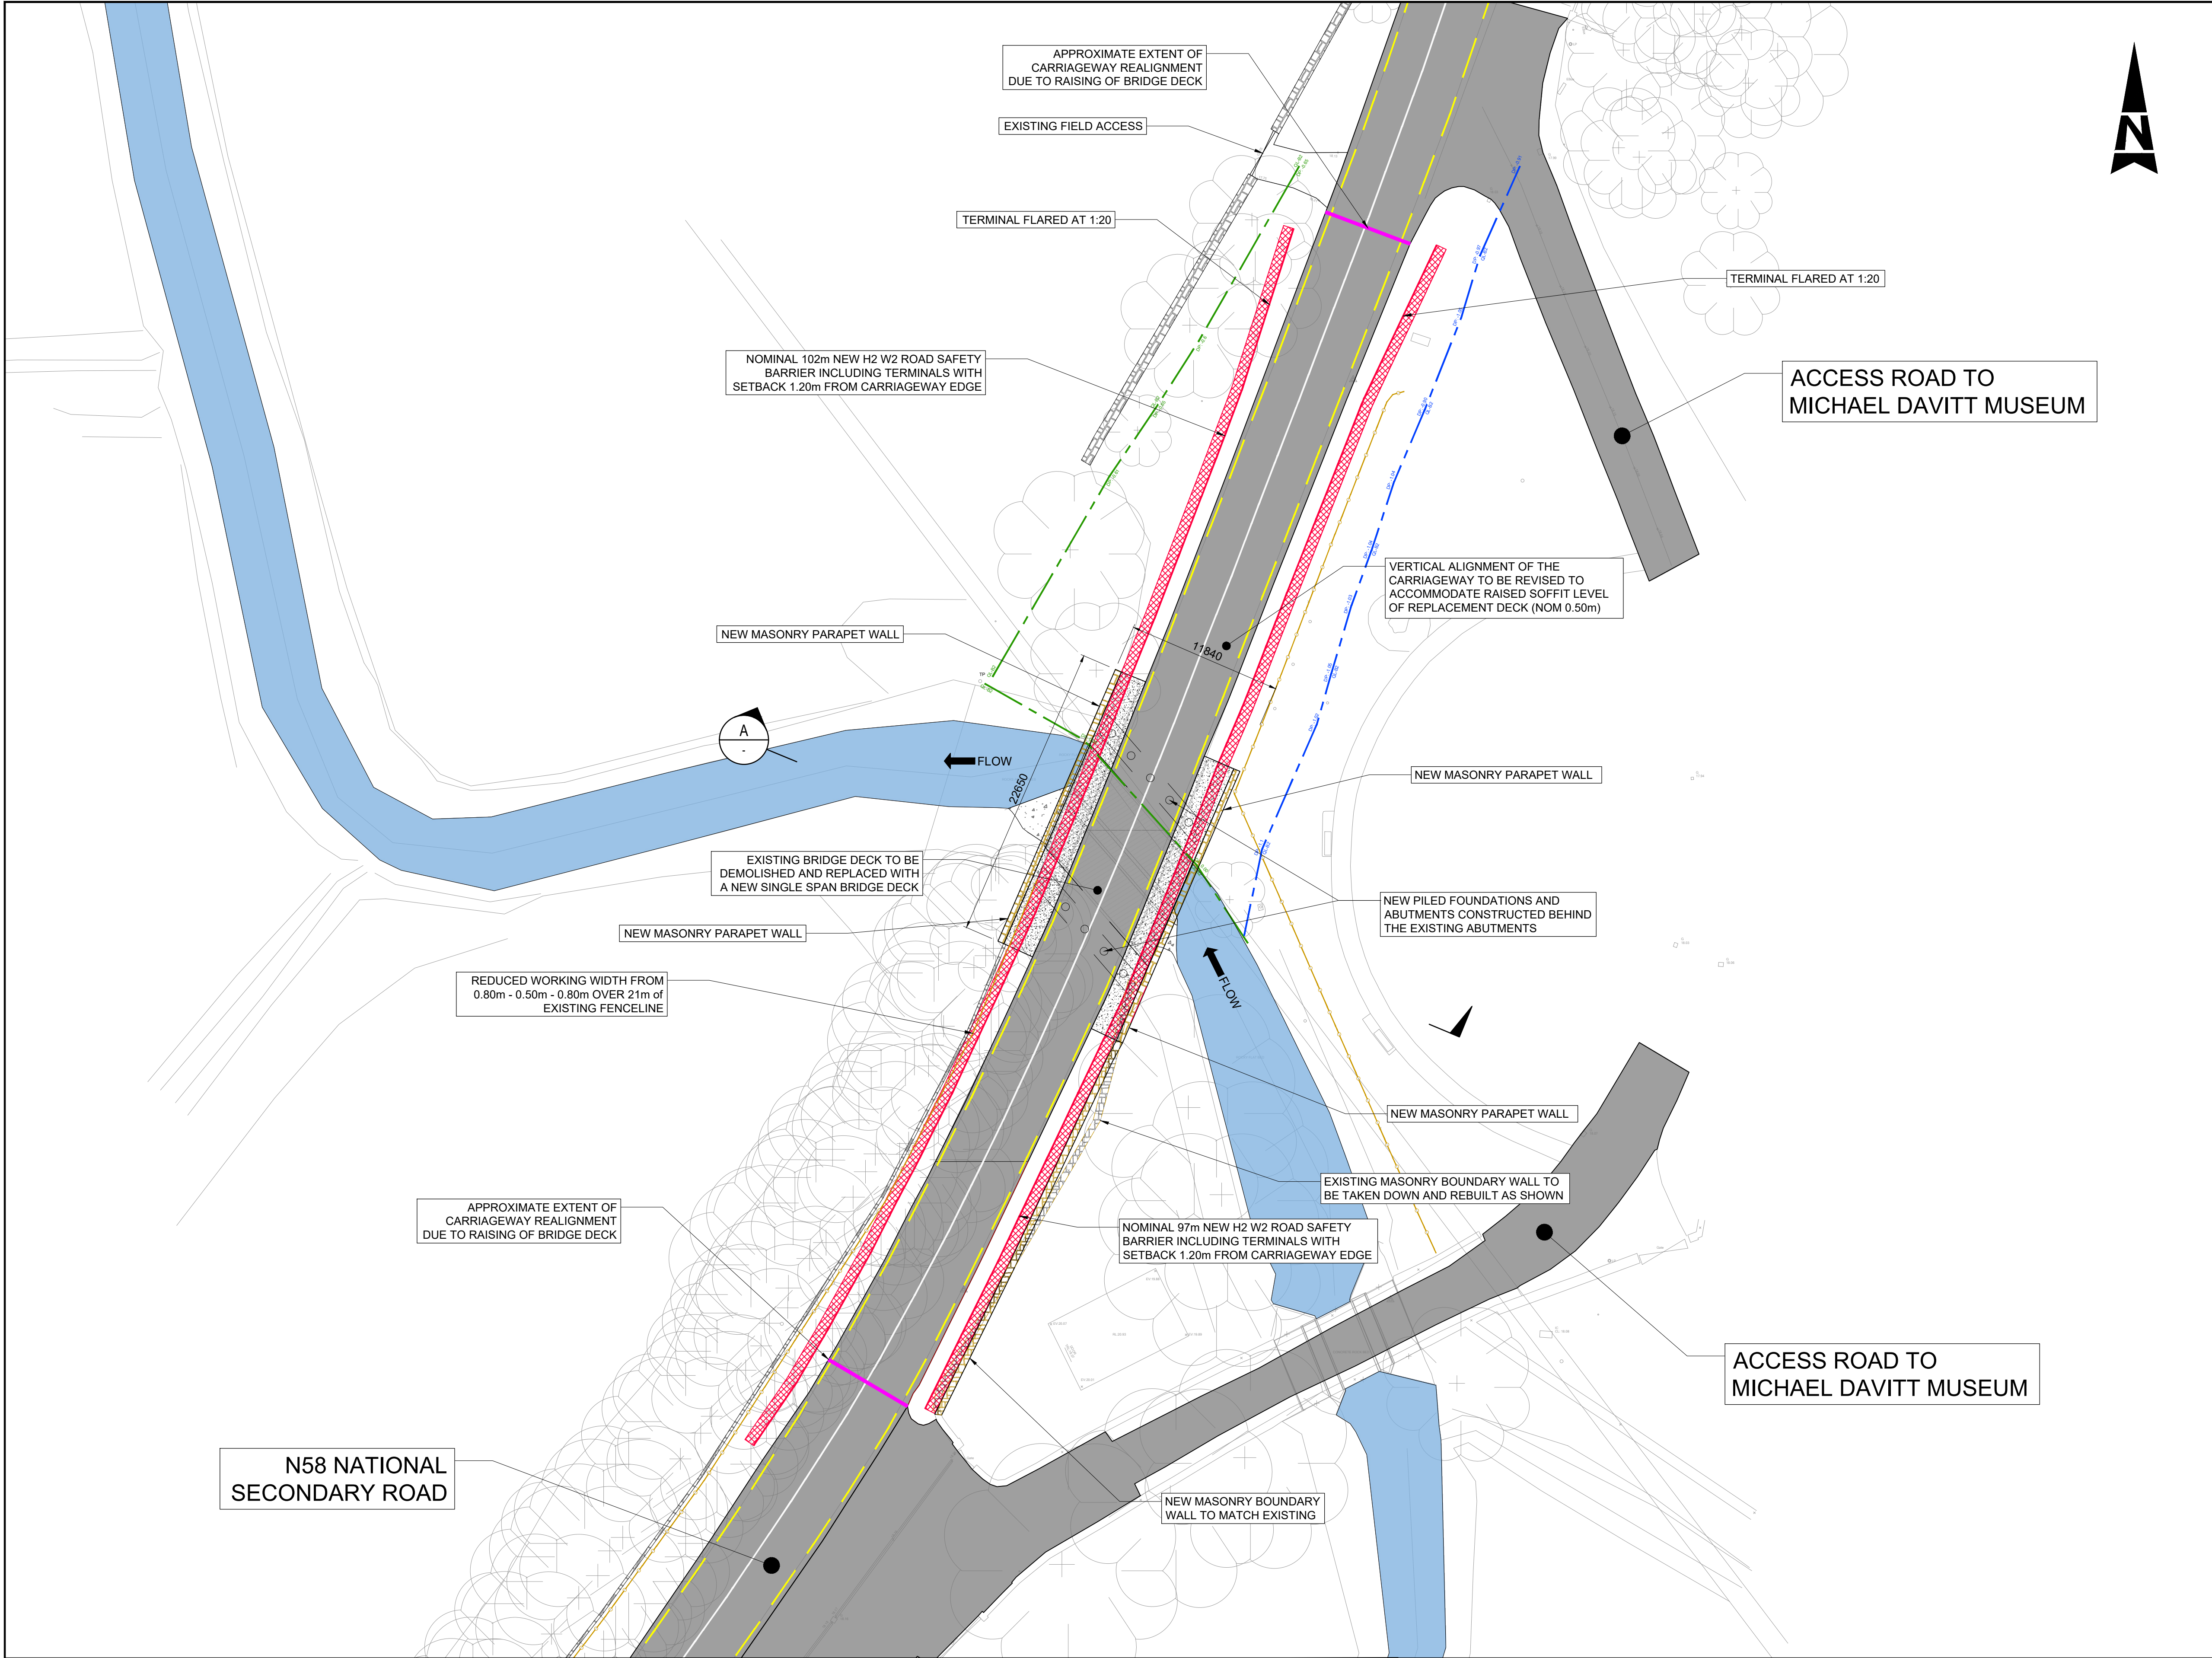 APPROXIMATE EXTENT OF
CARRIAGEWAY REALIGNMENT
DUE TO RAISING OF BRIDGE DECK
N
EXISTING FIELD ACCESS
TERMINAL FLARED AT 1:20
TERMINAL FLARED AT 1:20
NOMINAL 102m NEW H2 W2 ROAD SAFETY
BARRIER INCLUDING TERMINALS WITH
SETBACK 1.20m FROM CARRIAGEWAY EDGE
ACCESS ROAD TO
MICHAEL DAVITT MUSEUM
VERTICAL ALIGNMENT OF THE
CARRIAGEWAY TO BE REVISED TO
ACCOMMODATE RAISED SOFFIT LEVEL
OF REPLACEMENT DECK (NOM 0.50m)
NEW MASONRY PARAPET WALL
11840
A
-
FLOW
22650
NEW MASONRY PARAPET WALL
EXISTING BRIDGE DECK TO BE
DEMOLISHED AND REPLACED WITH
A NEW SINGLE SPAN BRIDGE DECK
NEW PILED FOUNDATIONS AND
ABUTMENTS CONSTRUCTED BEHIND
THE EXISTING ABUTMENTS
NEW MASONRY PARAPET WALL
FLOW
REDUCED WORKING WIDTH FROM
0.80m - 0.50m - 0.80m OVER 21m of
EXISTING FENCELINE
NEW MASONRY PARAPET WALL
EXISTING MASONRY BOUNDARY WALL TO
BE TAKEN DOWN AND REBUILT AS SHOWN
APPROXIMATE EXTENT OF
CARRIAGEWAY REALIGNMENT
DUE TO RAISING OF BRIDGE DECK
NOMINAL 97m NEW H2 W2 ROAD SAFETY
BARRIER INCLUDING TERMINALS WITH
SETBACK 1.20m FROM CARRIAGEWAY EDGE
ACCESS ROAD TO
MICHAEL DAVITT MUSEUM
N58 NATIONAL
SECONDARY ROAD
NEW MASONRY BOUNDARY
WALL TO MATCH EXISTING